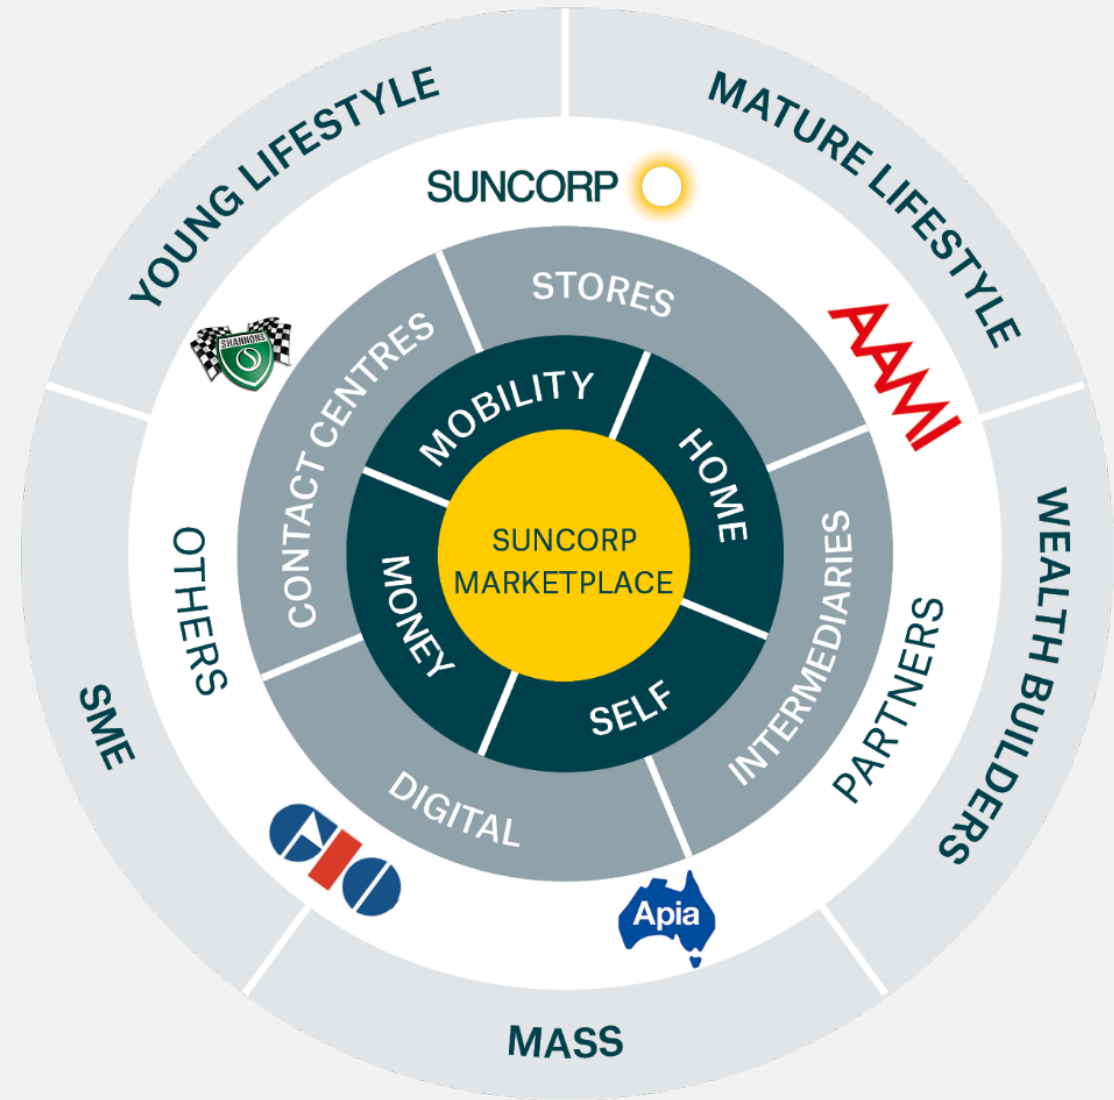 YOUNG LIFESTYLE
MATURE LIFESTYLE
WEALTH BUILDERS
MASS
SME
SUNCORP
AAMI
PARTNERS
Apia
GIO
OTHERS
SHANNONS
STORES
INTERMEDIARIES
DIGITAL
CONTACT CENTRES
MOBILITY
HOME
SELF
MONEY
SUNCORP
MARKETPLACE